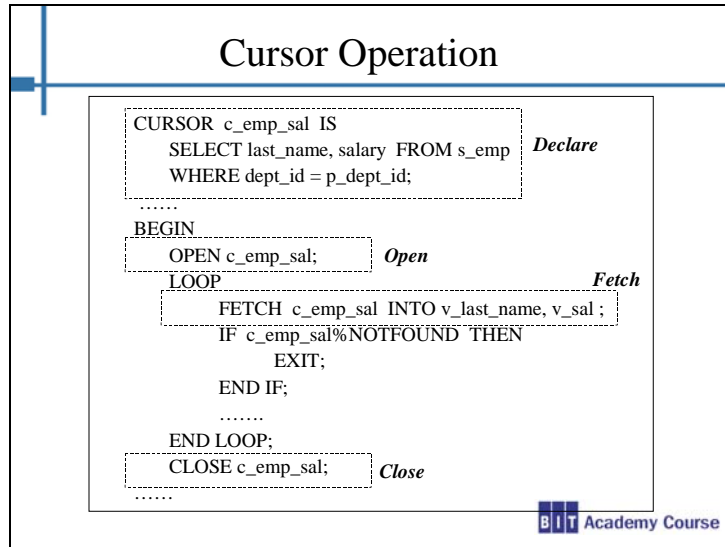 Cursor Operation
CURSOR c_emp_sal IS
SELECT last_name, salary FROM s_emp
Declare
WHERE dept_id = p_dept_id;
……
BEGIN
OPEN c_emp_sal;
Open
LOOP
Fetch
FETCH c_emp_sal INTO v_last_name, v_sal ;
IF c_emp_sal%NOTFOUND THEN
EXIT;
END IF;
…….
END LOOP;
CLOSE c_emp_sal;
Close
……
BIT Academy Course